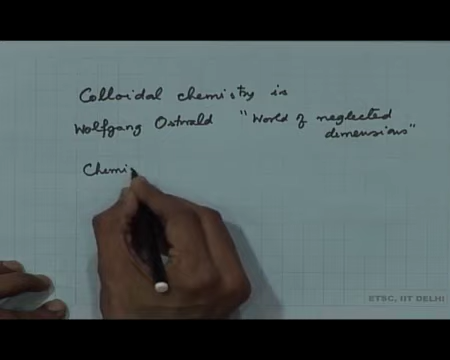 Colloidal chemistry is
Wolfgang Ostwald "World of neglected
dimensions"
Chemi
ETSC, IIT DELHI